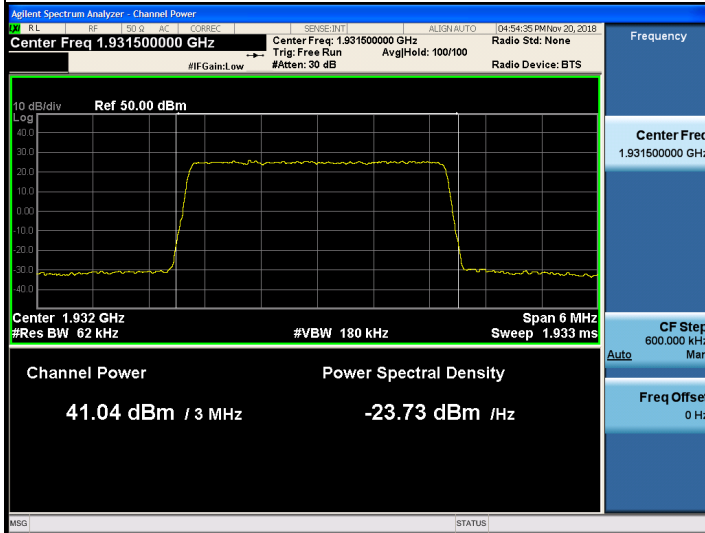 Agilent Spectrum Analyzer - Channel Power
RL RF 50 Ω AC CORREC SENSE:INT ALIGN AUTO 04:54:35 PM Nov 20, 2018
Center Freq 1.931500000 GHz Center Freq: 1.931500000 GHz Radio Std: None
Trig: Free Run Avg|Hold: 100/100
#IFGain:Low #Atten: 30 dB Radio Device: BTS
10 dB/div Ref 50.00 dBm
Log
40.0
30.0
20.0
10.0
0.00
-10.0
-20.0
-30.0
-40.0
Center 1.932 GHz Span 6 MHz
#Res BW 62 kHz #VBW 180 kHz Sweep 1.933 ms
Channel Power Power Spectral Density
41.04 dBm / 3 MHz -23.73 dBm /Hz
MSG STATUS
Frequency
Center Freq
1.931500000 GHz
CF Step
600.000 kHz
Auto Man
Freq Offset
0 Hz